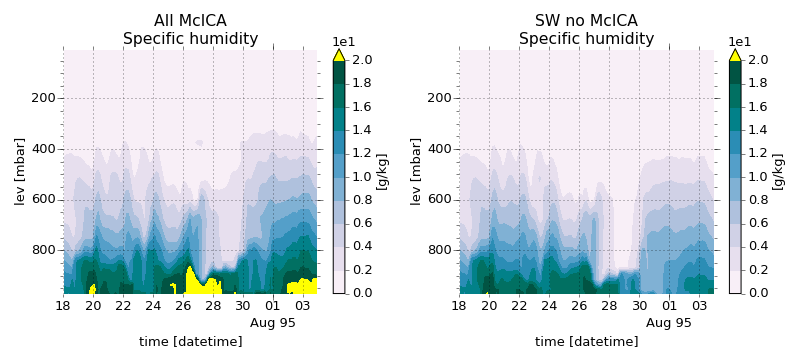 All McICA
Specific humidity
SW no McICA
Specific humidity
1e1
2.0
1.8
1.6
1.4
1.2
1.0
0.8
0.6
0.4
0.2
0.0
[g/kg]
lev [mbar]
200
400
600
800
18 20 22 24 26 28 30 01 03
Aug 95
time [datetime]
1e1
2.0
1.8
1.6
1.4
1.2
1.0
0.8
0.6
0.4
0.2
0.0
[g/kg]
lev [mbar]
200
400
600
800
18 20 22 24 26 28 30 01 03
Aug 95
time [datetime]